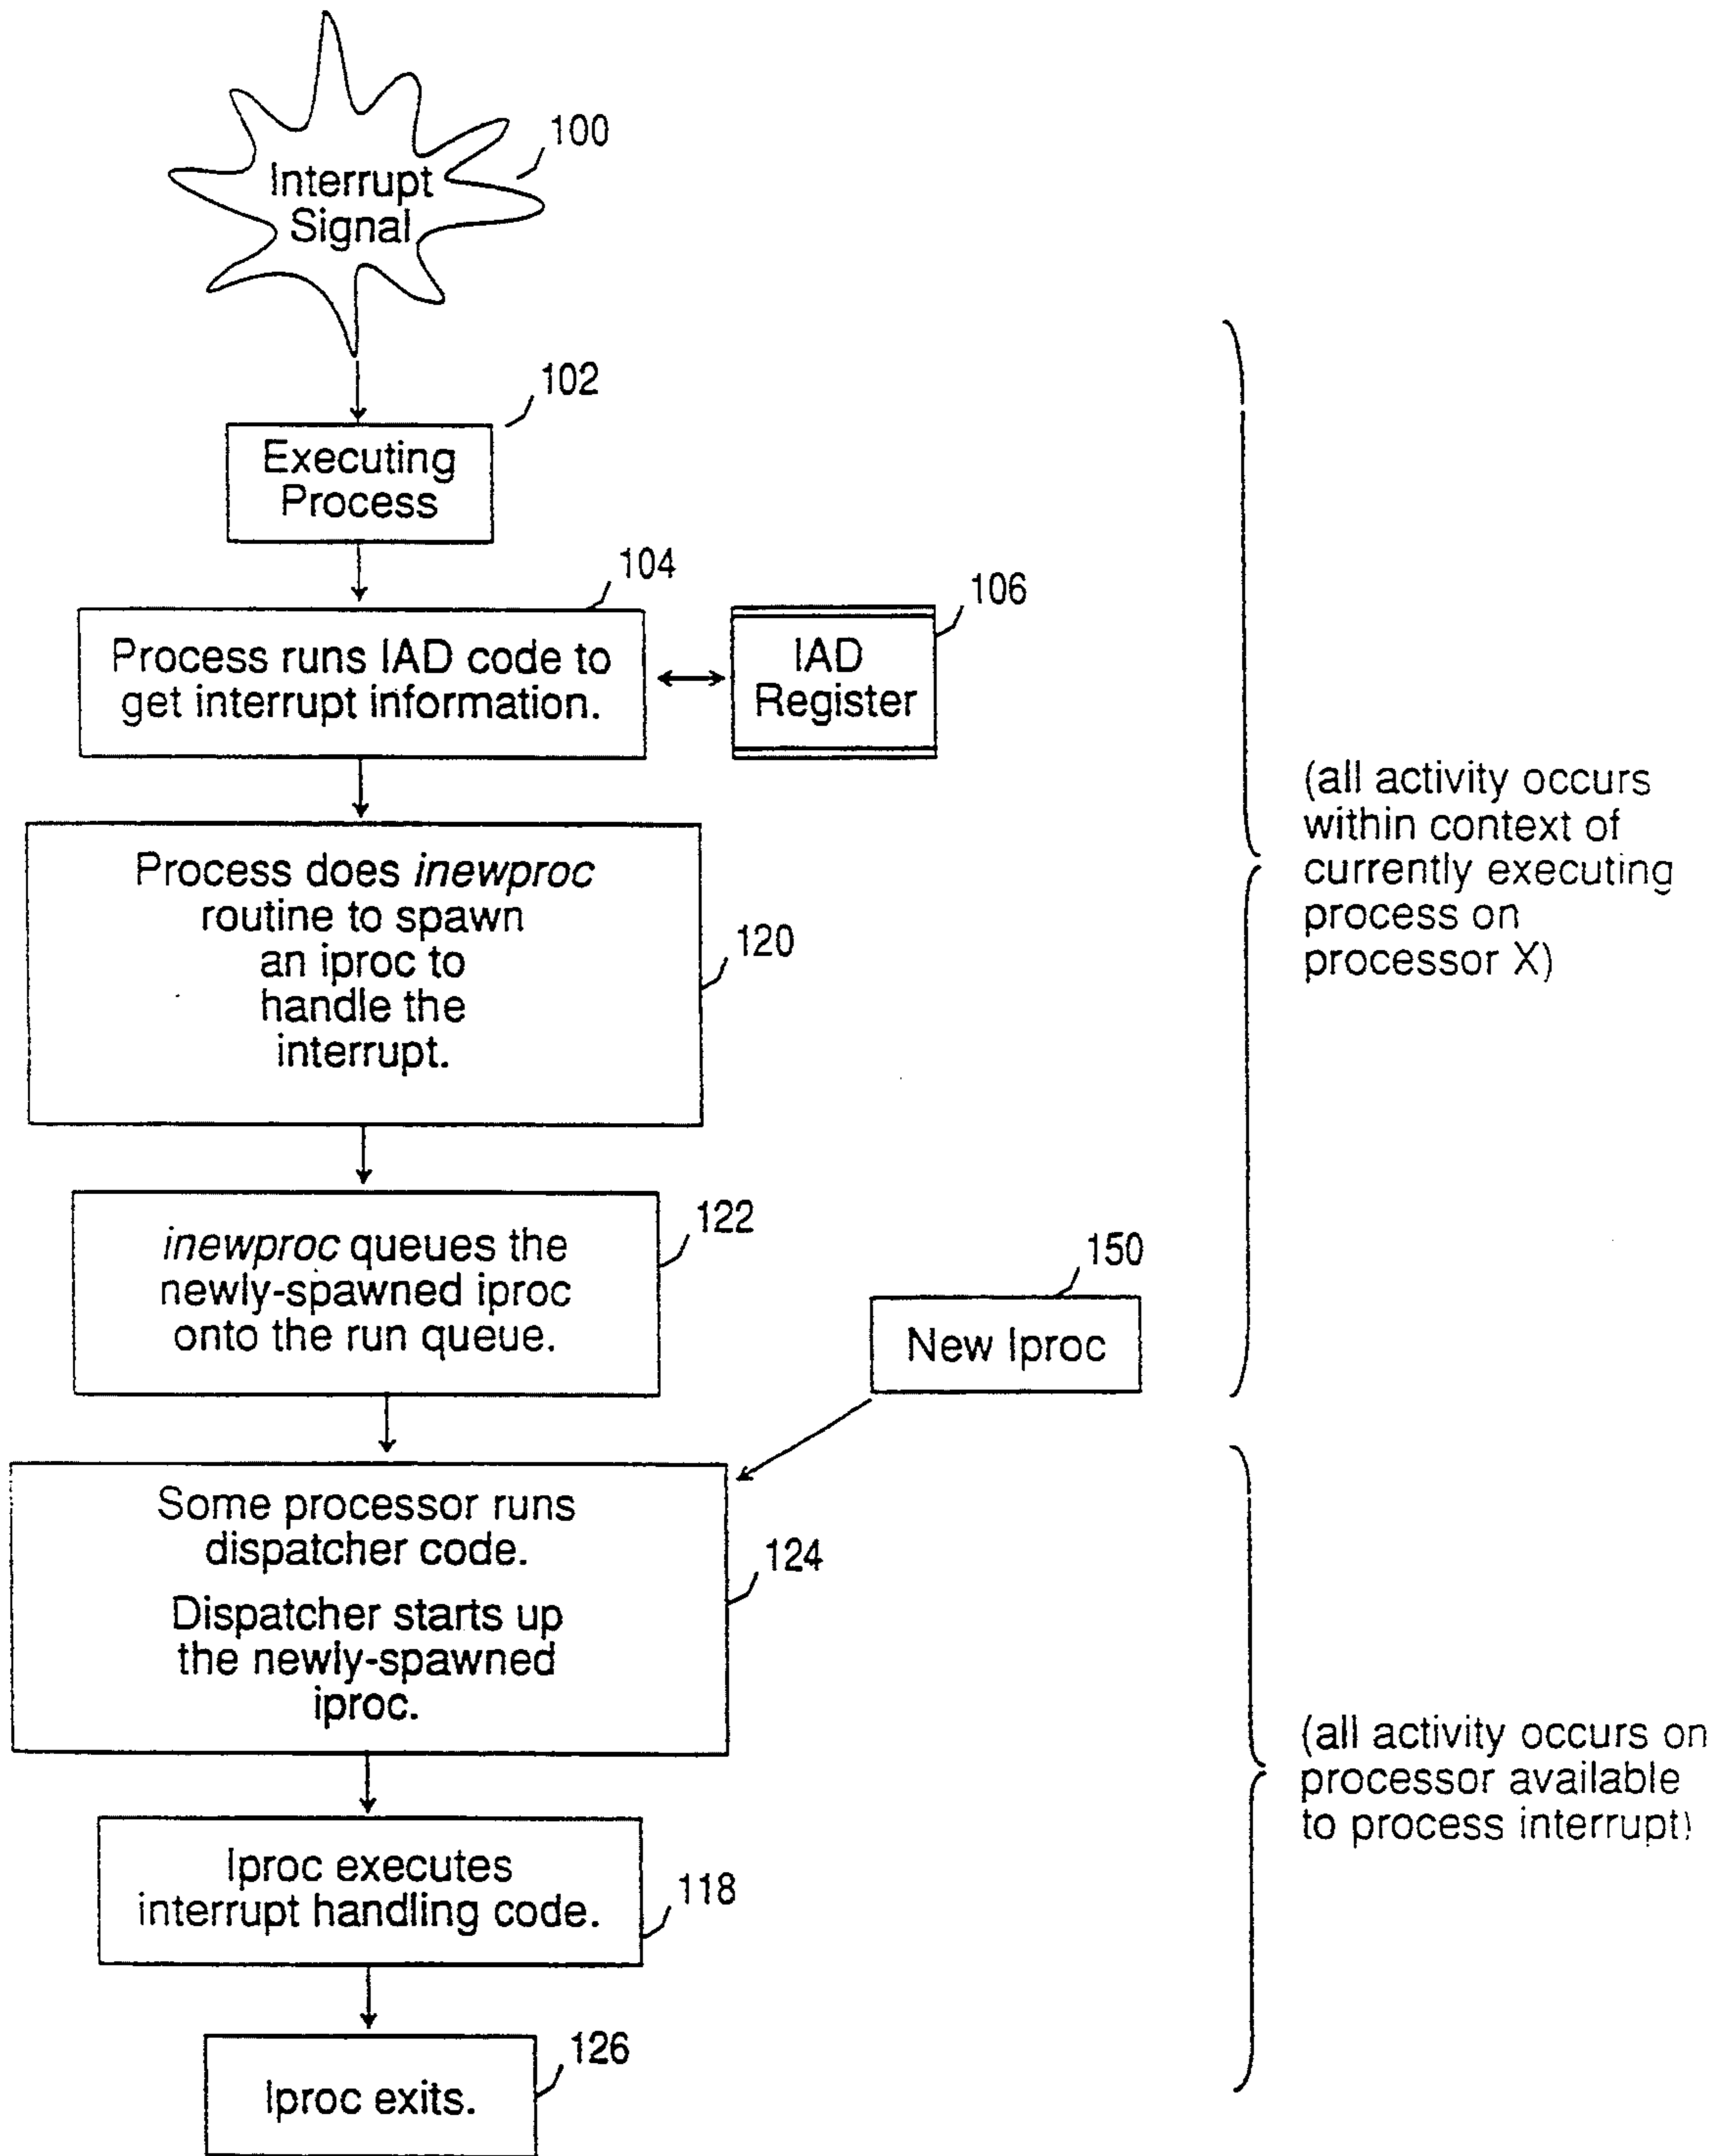 100
Interrupt
Signal
102
Executing
Process
104
Process runs IAD code to
get interrupt information.
106
IAD
Register
(all activity occurs
within context of
currently executing
process on
processor X)
Process does inewproc
routine to spawn
an iproc to
handle the
interrupt.
120
inewproc queues the
newly-spawned iproc
onto the run queue.
122
150
New Iproc
Some processor runs
dispatcher code.
Dispatcher starts up
the newly-spawned
iproc.
124
(all activity occurs on
processor available
to process interrupt)
Iproc executes
interrupt handling code.
118
126
Iproc exits.